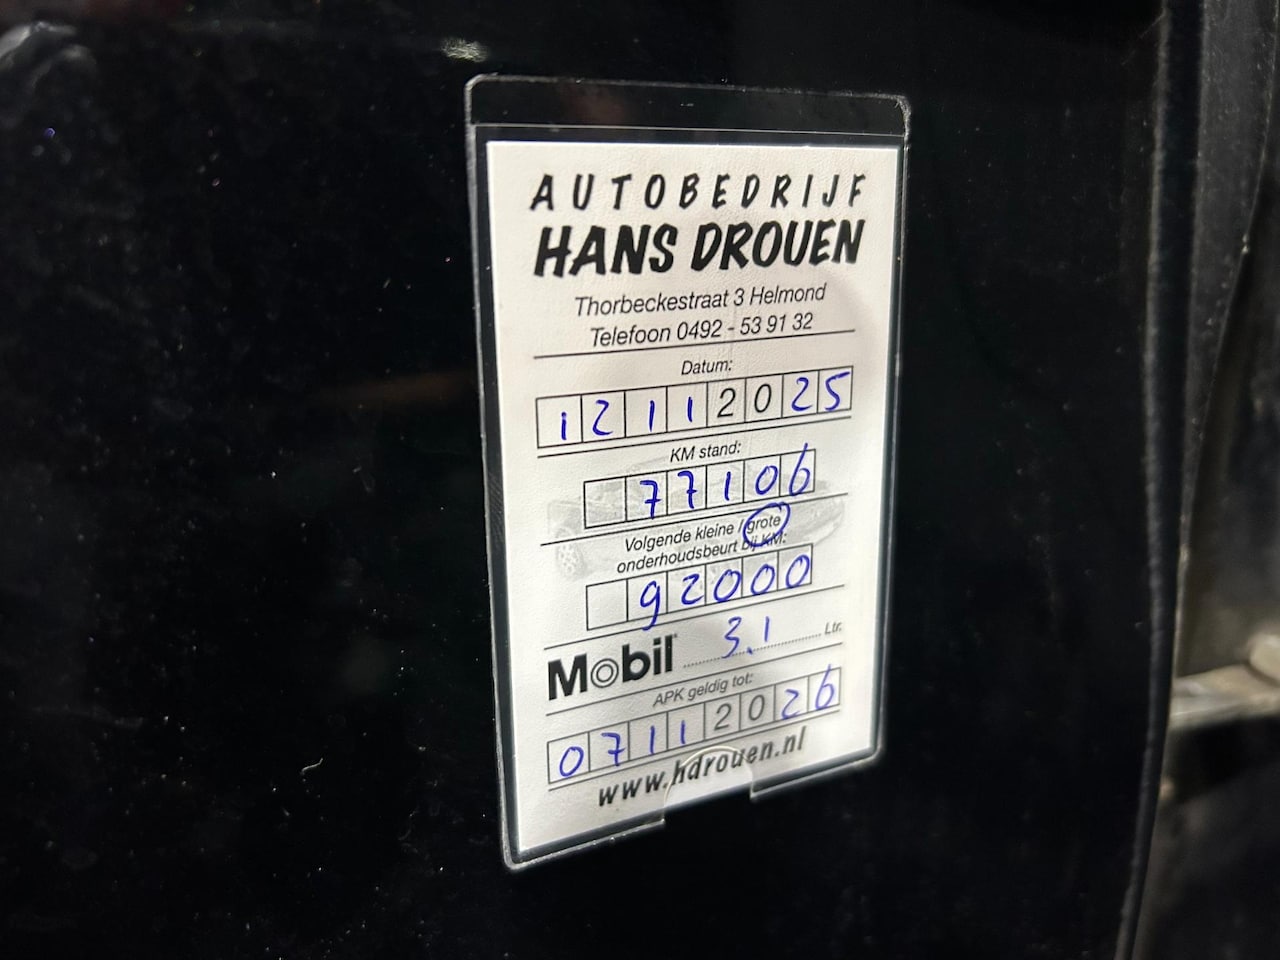 AUTOBEDRIJF
HANS DROUEN
Thorbeckestraat 3 Helmond
Telefoon 0492 - 53 91 32
Datum:
12112025
KM stand:
77106
Volgende kleine / grote
onderhoudsbeurt bij KM:
92000
Mobil 3.1 Ltr.
APK geldig tot:
07112026
www.hdrouen.nl